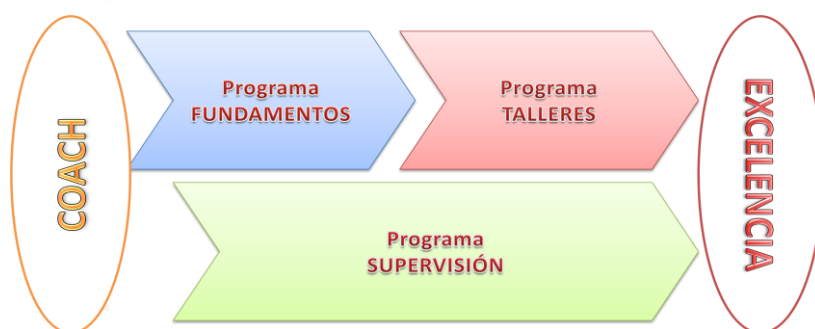 COACH
Programa
FUNDAMENTOS
Programa
TALLERES
Programa
SUPERVISIÓN
EXCELENCIA